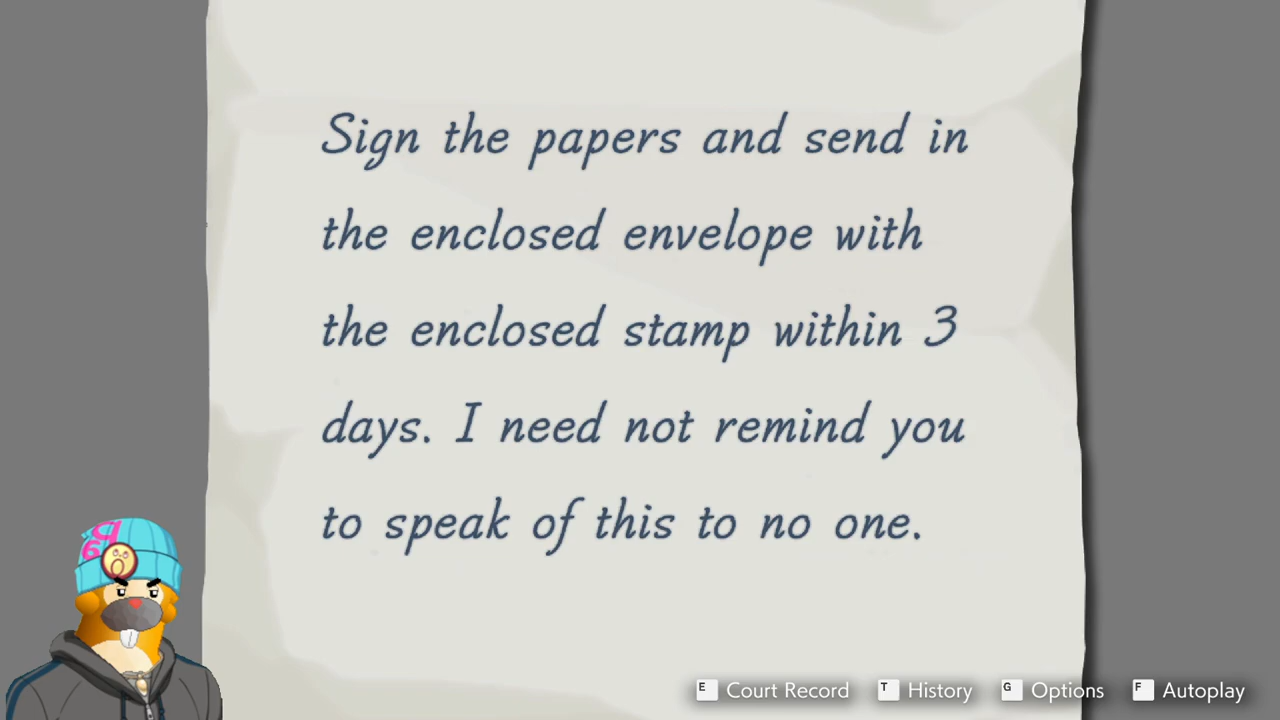 Sign the papers and send in
the enclosed envelope with
the enclosed stamp within 3
days. I need not remind you
to speak of this to no one.
E Court Record T History G Options F Autoplay